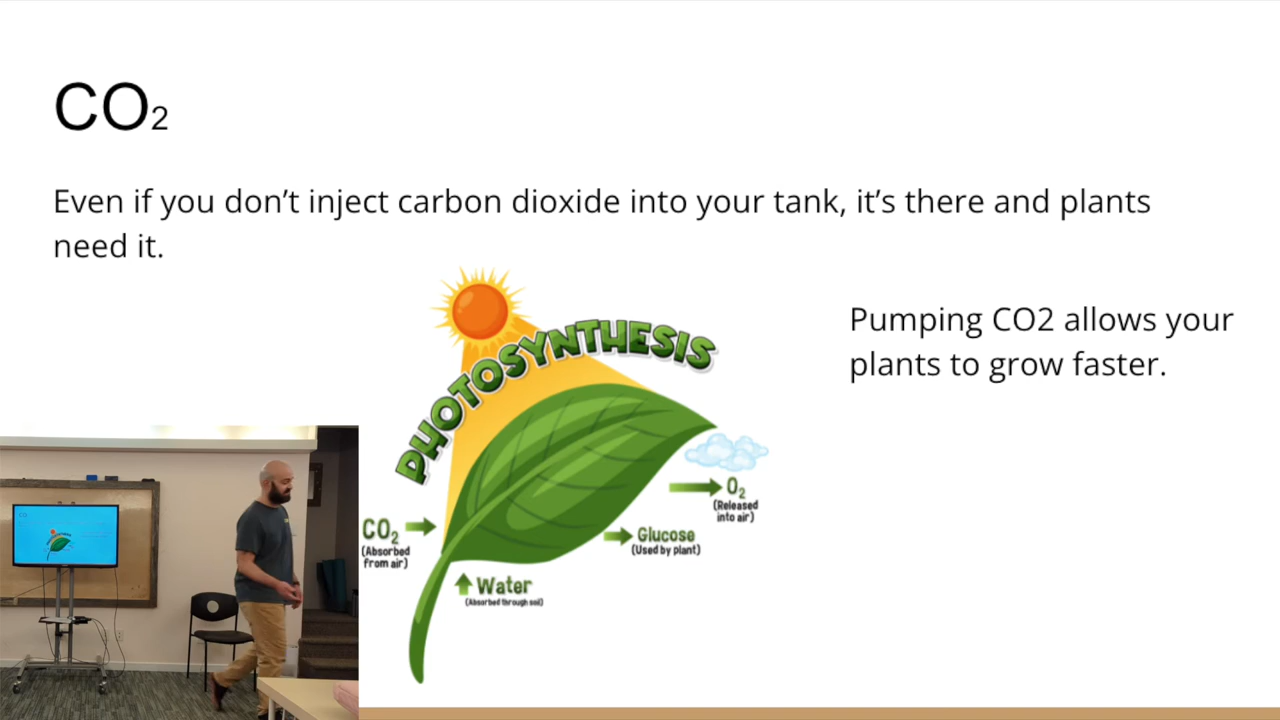 CO₂
Even if you don’t inject carbon dioxide into your tank, it’s there and plants
need it.
Pumping CO2 allows your
plants to grow faster.
PHOTOSYNTHESIS
CO₂
(Absorbed
from air)
Water
(Absorbed through soil)
Glucose
(Used by plant)
O₂
(Released
into air)